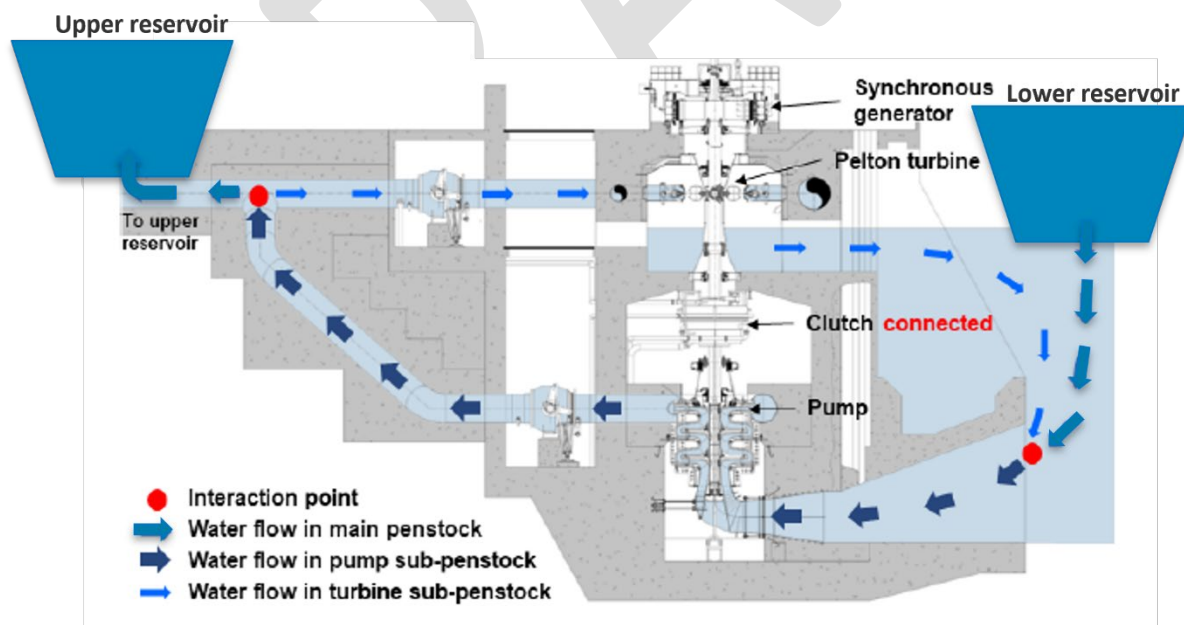 Upper reservoir
Synchronous
generator
Lower reservoir
Pelton turbine
To upper
reservoir
Clutch connected
Pump
Interaction point
Water flow in main penstock
Water flow in pump sub-penstock
Water flow in turbine sub-penstock